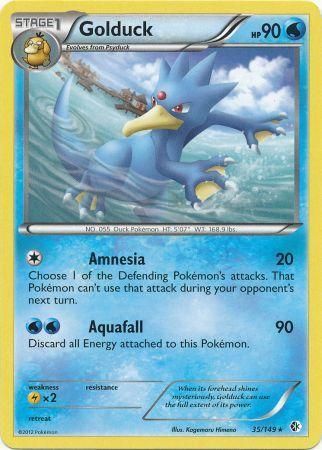 STAGE1 Golduck HP 90
Evolves from Psyduck
NO. 055 Duck Pokémon HT: 5'07" WT: 168.9 lbs.
Amnesia 20
Choose 1 of the Defending Pokémon's attacks. That
Pokémon can't use that attack during your opponent's
next turn.
Aquafall 90
Discard all Energy attached to this Pokémon.
weakness resistance
×2
retreat
When its forehead shines
mysteriously, Golduck can use
the full extent of its power.
©2012 Pokémon
Illus. Kagemaru Himeno
35/149 ★